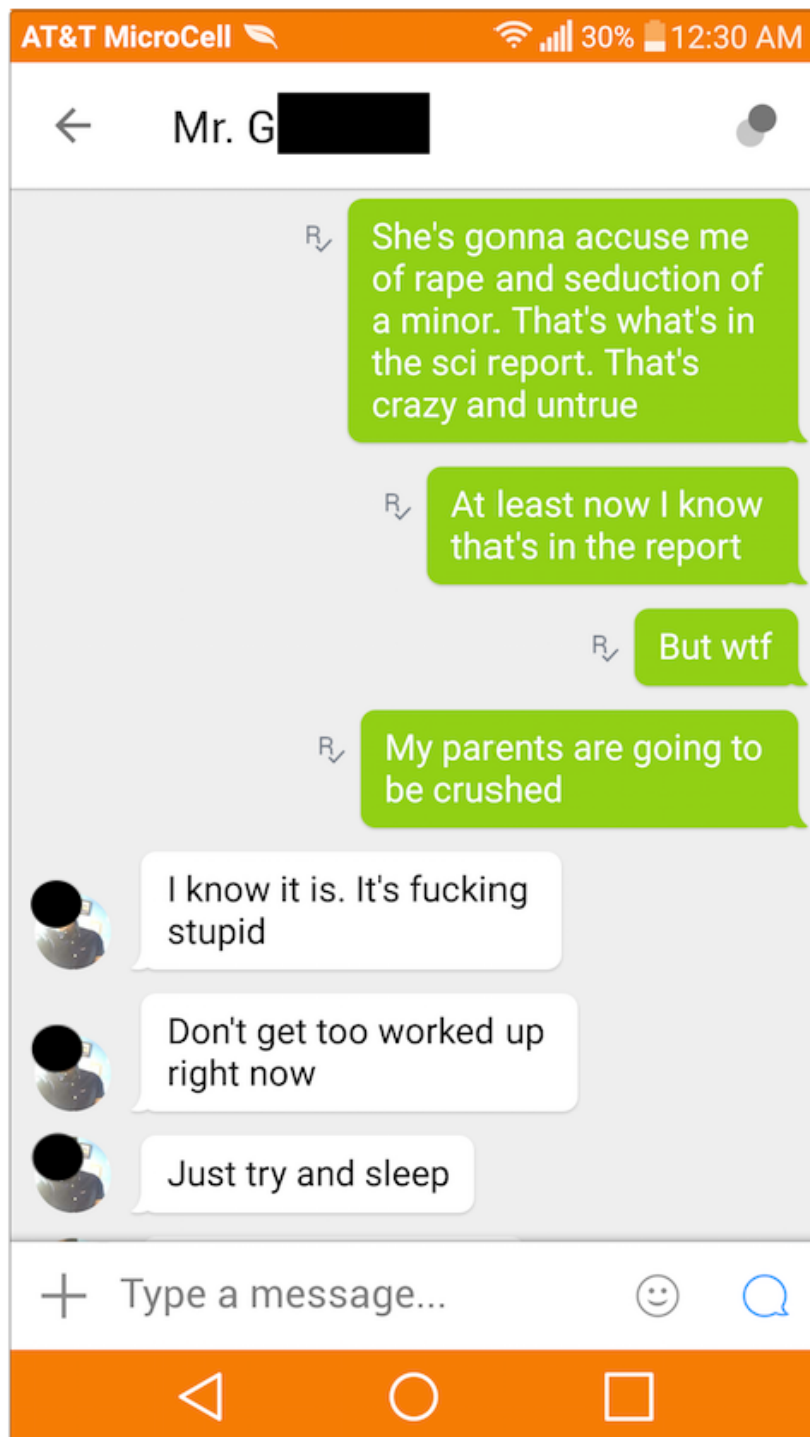 AT&T MicroCell 30% 12:30 AM
Mr. G
She's gonna accuse me
of rape and seduction of
a minor. That's what's in
the sci report. That's
crazy and untrue
R
At least now I know
that's in the report
R
But wtf
R
My parents are going to
be crushed
R
I know it is. It's fucking
stupid
Don't get too worked up
right now
Just try and sleep
Type a message...